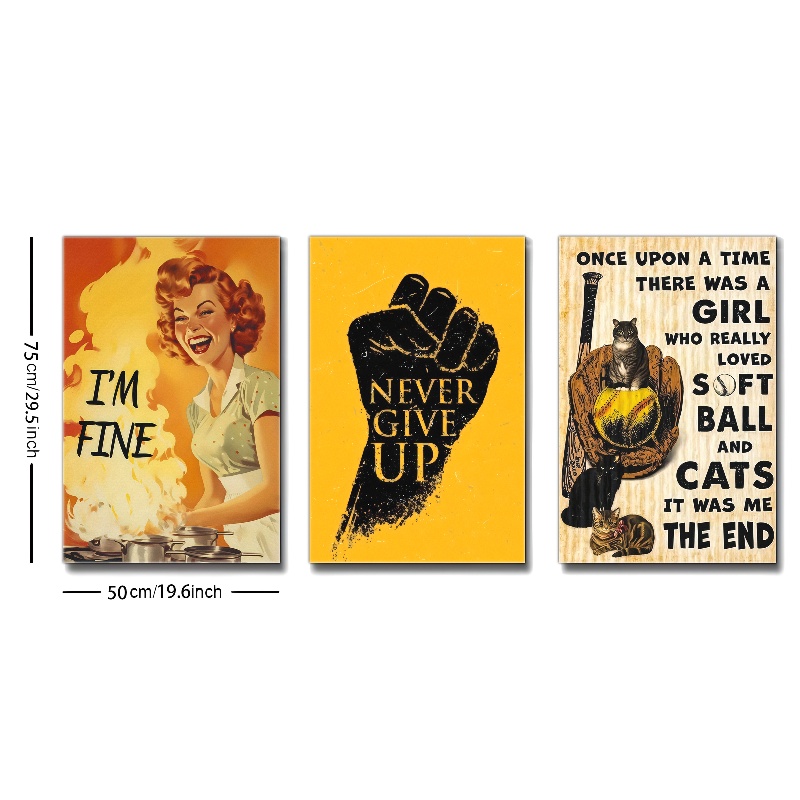 75cm/29.5inch
50cm/19.6inch
I'M
FINE
NEVER
GIVE
UP
ONCE UPON A TIME
THERE WAS A
GIRL
WHO REALLY
LOVED
SOFT
BALL
AND
CATS
IT WAS ME
THE END